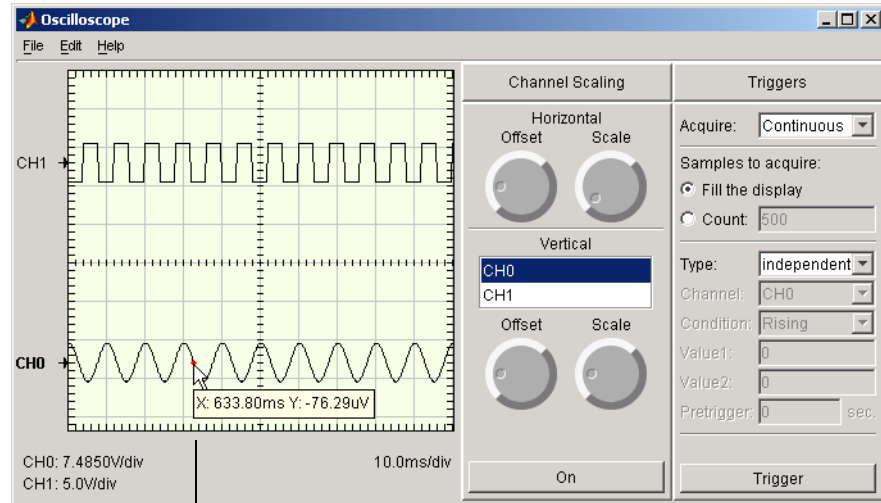 Oscilloscope
File Edit Help
CH1
CH0
X: 633.80ms Y: -76.29uV
CH0: 7.4850V/div
10.0ms/div
CH1: 5.0V/div
Channel Scaling
Horizontal
Offset Scale
Vertical
CH0
CH1
Offset Scale
On
Triggers
Acquire: Continuous
Samples to acquire:
Fill the display
Count: 500
Type: independent
Channel: CH0
Condition: Rising
Value1: 0
Value2: 0
Pretrigger: 0 sec.
Trigger